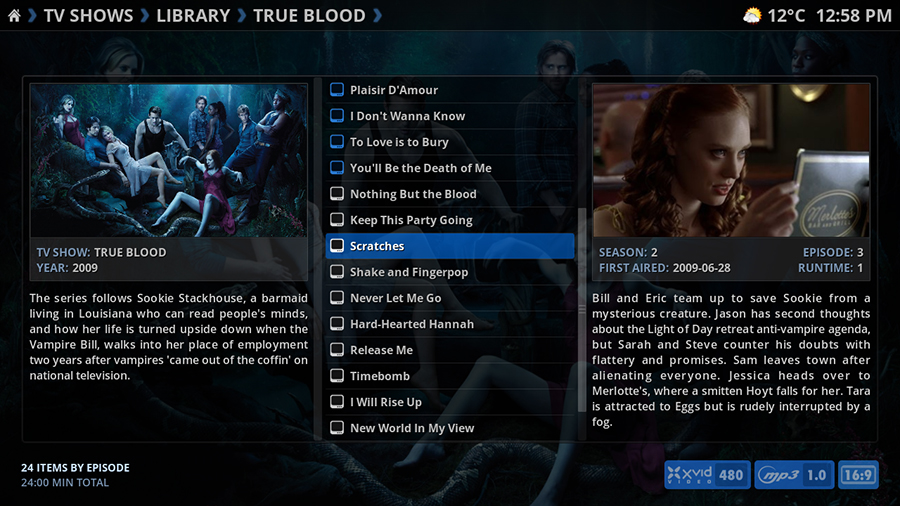 TV SHOWS LIBRARY TRUE BLOOD
12°C 12:58 PM
TV SHOW: TRUE BLOOD
YEAR: 2009
The series follows Sookie Stackhouse, a barmaid
living in Louisiana who can read people's minds,
and how her life is turned upside down when the
Vampire Bill, walks into her place of employment
two years after vampires 'came out of the coffin' on
national television.
Plaisir D'Amour
I Don't Wanna Know
To Love is to Bury
You'll Be the Death of Me
Nothing But the Blood
Keep This Party Going
Scratches
Shake and Fingerpop
Never Let Me Go
Hard-Hearted Hannah
Release Me
Timebomb
I Will Rise Up
New World In My View
Merlotte's
BAR AND GRILL
SEASON: 2 EPISODE: 3
FIRST AIRED: 2009-06-28 RUNTIME: 1
Bill and Eric team up to save Sookie from a
mysterious creature. Jason has second thoughts
about the Light of Day retreat anti-vampire agenda,
but Sarah and Steve counter his doubts with
flattery and promises. Sam leaves town after
alienating everyone. Jessica heads over to
Merlotte's, where a smitten Hoyt falls for her. Tara
is attracted to Eggs but is rudely interrupted by a
fog.
24 ITEMS BY EPISODE
24:00 MIN TOTAL
xvid VIDEO 480 mp3 1.0 16:9